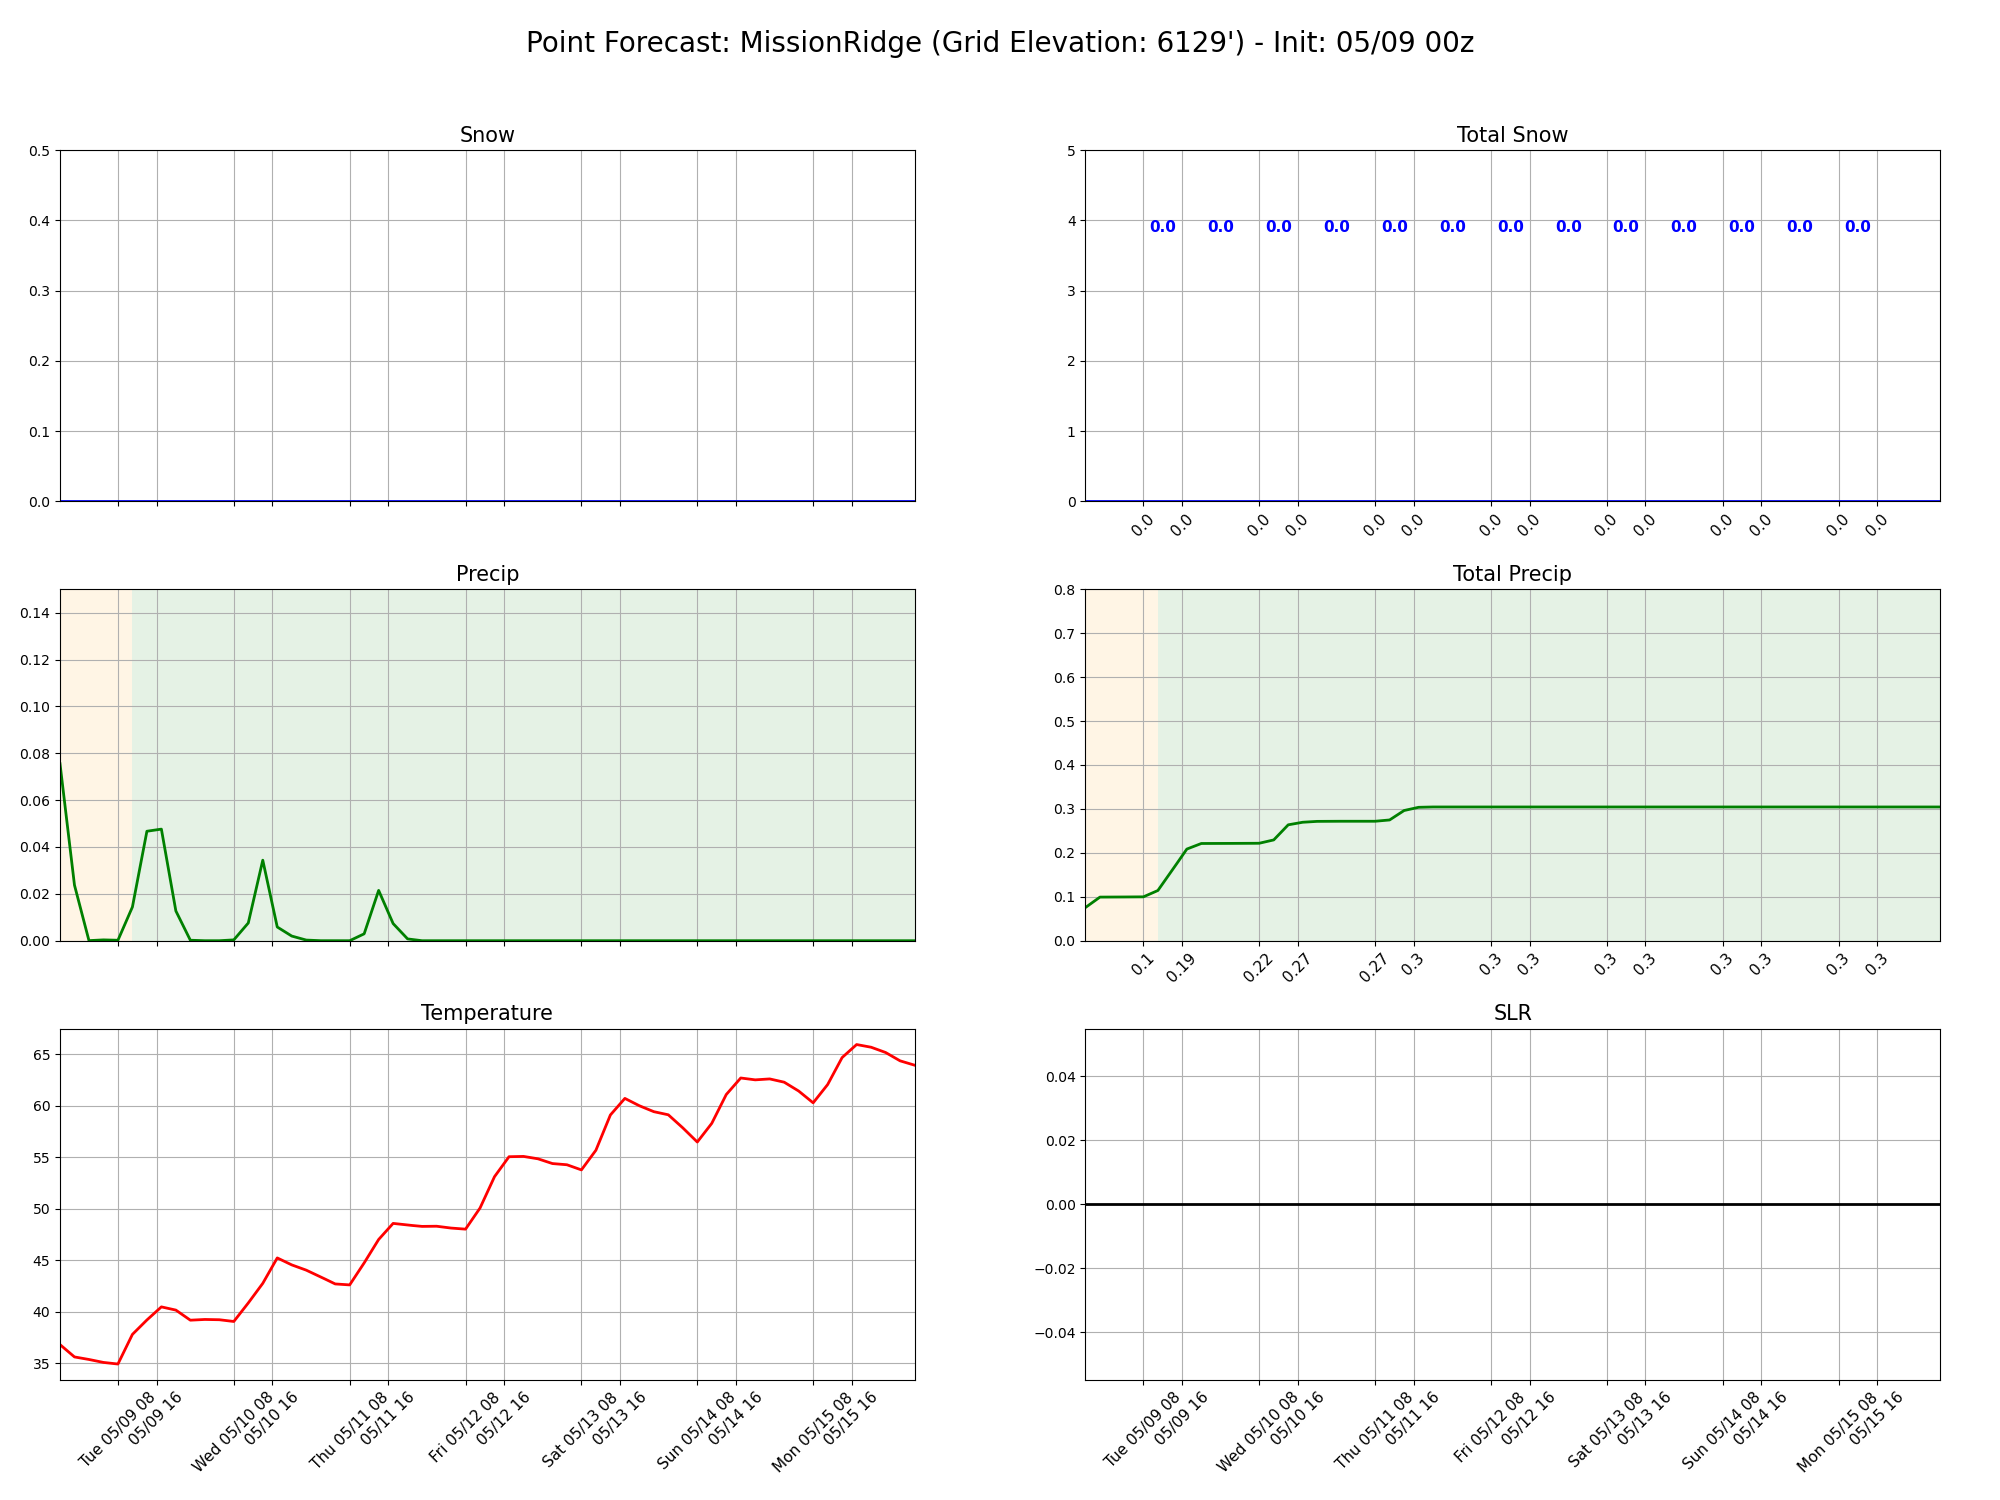 Point Forecast: MissionRidge (Grid Elevation: 6129') - Init: 05/09 00z
Snow
0.5
0.4
0.3
0.2
0.1
0.0
Total Snow
5
4
3
2
1
0
0.0 0.0 0.0 0.0 0.0 0.0 0.0 0.0 0.0 0.0 0.0 0.0 0.0
0.0 0.0 0.0 0.0 0.0 0.0 0.0 0.0 0.0 0.0 0.0 0.0 0.0 0.0
Precip
0.14
0.12
0.10
0.08
0.06
0.04
0.02
0.00
Total Precip
0.8
0.7
0.6
0.5
0.4
0.3
0.2
0.1
0.0
0.1 0.19 0.22 0.27 0.27 0.3 0.3 0.3 0.3 0.3 0.3 0.3 0.3 0.3
Temperature
65
60
55
50
45
40
35
Tue 05/09 08
05/09 16
Wed 05/10 08
05/10 16
Thu 05/11 08
05/11 16
Fri 05/12 08
05/12 16
Sat 05/13 08
05/13 16
Sun 05/14 08
05/14 16
Mon 05/15 08
05/15 16
SLR
0.04
0.02
0.00
−0.02
−0.04
Tue 05/09 08
05/09 16
Wed 05/10 08
05/10 16
Thu 05/11 08
05/11 16
Fri 05/12 08
05/12 16
Sat 05/13 08
05/13 16
Sun 05/14 08
05/14 16
Mon 05/15 08
05/15 16